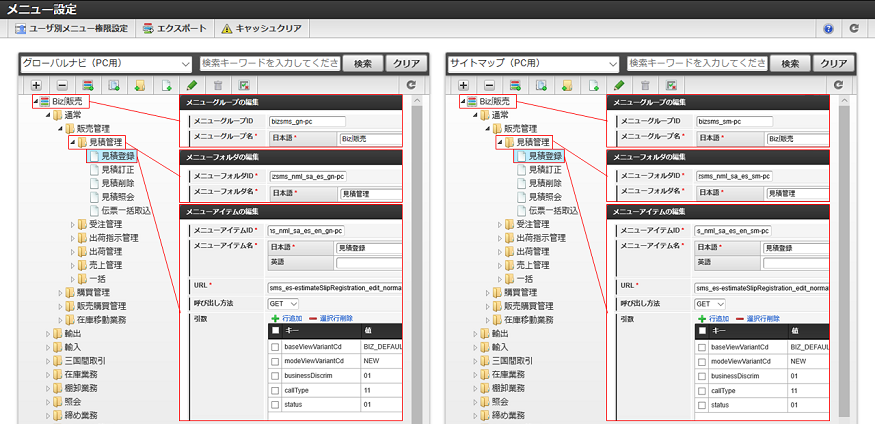 メニュー設定
ユーザ別メニュー権限設定 エクスポート キャッシュクリア
グローバルナビ（PC用） 検索キーワードを入力してくださ 検索 クリア
Biz∫販売
通常
販売管理
見積管理
見積登録
見積訂正
見積削除
見積照会
伝票一括取込
受注管理
出荷指示管理
出荷管理
売上管理
一括
購買管理
販売購買管理
在庫移動業務
輸出
輸入
三国間取引
在庫業務
棚卸業務
照会
締め業務
メニューグループの編集
メニューグループID * bizsms_gn-pc
メニューグループ名 * 日本語 * Biz∫販売
メニューフォルダの編集
メニューフォルダID * zsms_nml_sa_es_gn-pc
メニューフォルダ名 * 日本語 * 見積管理
メニューアイテムの編集
メニューアイテムID * ns_nml_sa_es_en_gn-pc
メニューアイテム名 * 日本語 * 見積登録
英語
URL * sms_es-estimateSlipRegistration_edit_norma
呼び出し方法 GET
引数 行追加 選択行削除
キー 値
baseViewVariantCd BIZ_DEFAU
modeViewVariantCd NEW
businessDiscrim 01
callType 11
status 01
サイトマップ（PC用） 検索キーワードを入力してくださ 検索 クリア
Biz∫販売
通常
販売管理
見積管理
見積登録
見積訂正
見積削除
見積照会
伝票一括取込
受注管理
出荷指示管理
出荷管理
売上管理
一括
購買管理
販売購買管理
在庫移動業務
輸出
輸入
三国間取引
在庫業務
棚卸業務
照会
締め業務
メニューグループの編集
メニューグループID * bizsms_sm-pc
メニューグループ名 * 日本語 * Biz∫販売
メニューフォルダの編集
メニューフォルダID * zsms_nml_sa_es_sm-pc
メニューフォルダ名 * 日本語 * 見積管理
メニューアイテムの編集
メニューアイテムID * s_nml_sa_es_en_sm-pc
メニューアイテム名 * 日本語 * 見積登録
英語
URL * sms_es-estimateSlipRegistration_edit_norma
呼び出し方法 GET
引数 行追加 選択行削除
キー 値
baseViewVariantCd BIZ_DEFAU
modeViewVariantCd NEW
businessDiscrim 01
callType 11
status 01